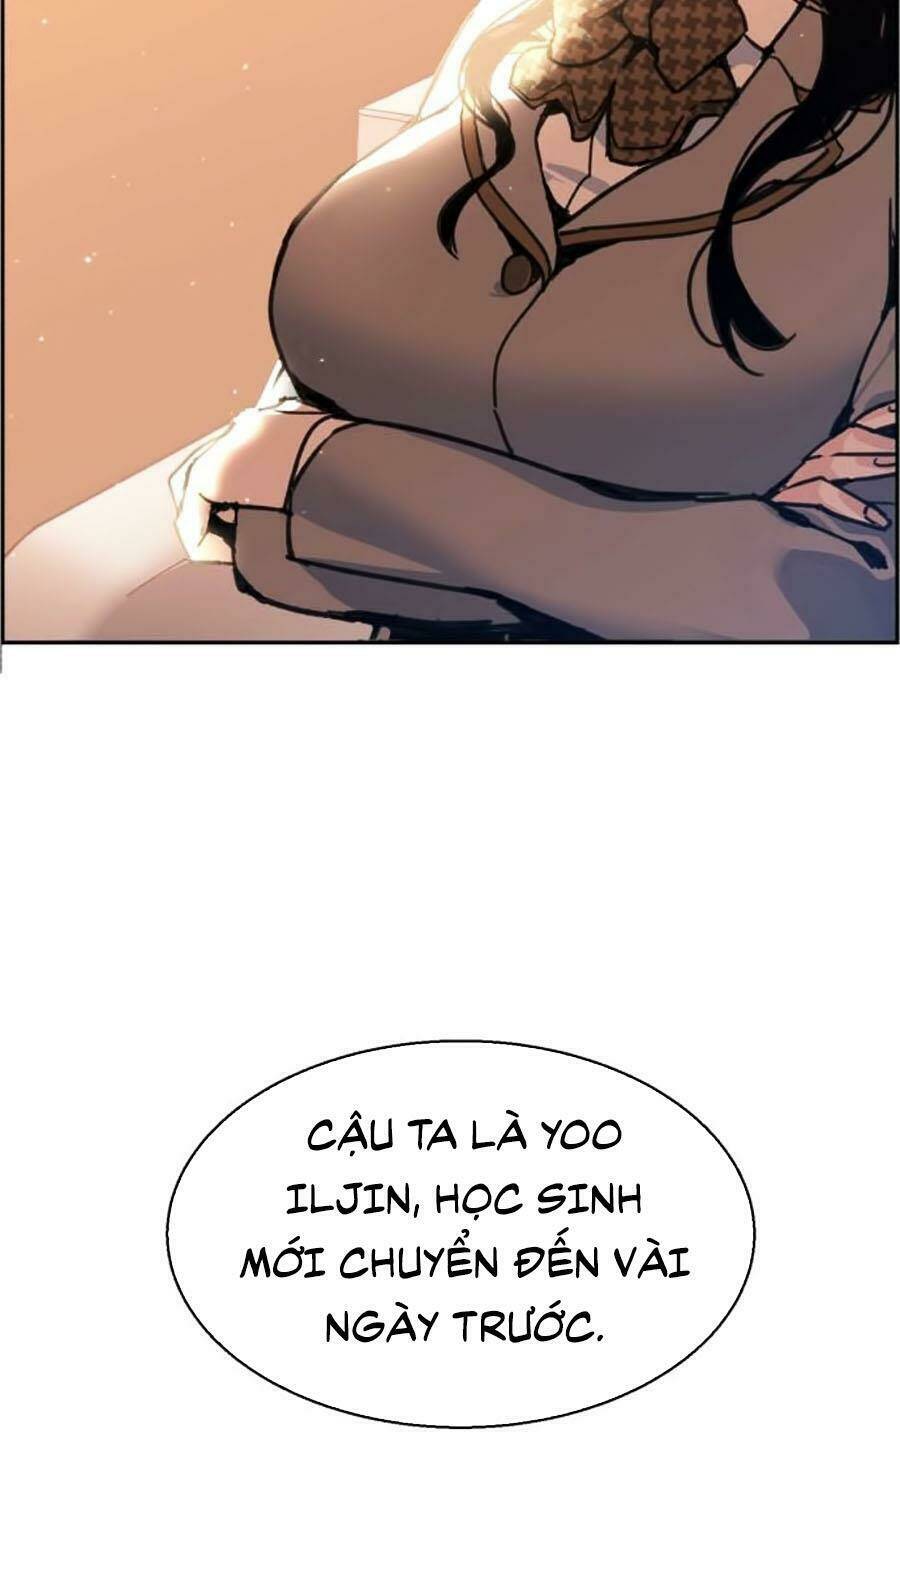 CẬU TA LÀ YOO
ILJIN, HỌC SINH
MỚI CHUYỂN ĐẾN VÀI
NGÀY TRƯỚC.